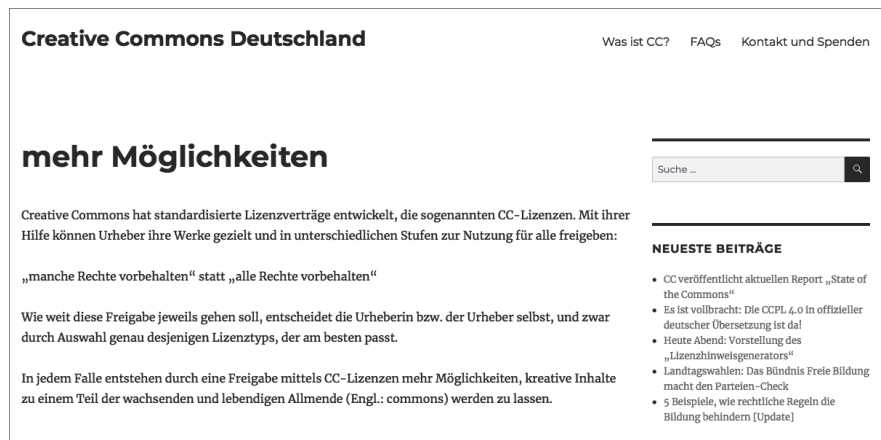 Creative Commons Deutschland
Was ist CC? FAQs Kontakt und Spenden
mehr Möglichkeiten
Creative Commons hat standardisierte Lizenzverträge entwickelt, die sogenannten CC-Lizenzen. Mit ihrer
Hilfe können Urheber ihre Werke gezielt und in unterschiedlichen Stufen zur Nutzung für alle freigeben:
„manche Rechte vorbehalten“ statt „alle Rechte vorbehalten“
Wie weit diese Freigabe jeweils gehen soll, entscheidet die Urheberin bzw. der Urheber selbst, und zwar
durch Auswahl genau desjenigen Lizenztyps, der am besten passt.
In jedem Falle entstehen durch eine Freigabe mittels CC-Lizenzen mehr Möglichkeiten, kreative Inhalte
zu einem Teil der wachsenden und lebendigen Allmende (Engl.: commons) werden zu lassen.
Suche …
NEUESTE BEITRÄGE
• CC veröffentlicht aktuellen Report „State of
the Commons“
• Es ist vollbracht: Die CCPL 4.0 in offizieller
deutscher Übersetzung ist da!
• Heute Abend: Vorstellung des
„Lizenzhinweisgenerators“
• Landtagswahlen: Das Bündnis Freie Bildung
macht den Parteien-Check
• 5 Beispiele, wie rechtliche Regeln die
Bildung behindern [Update]